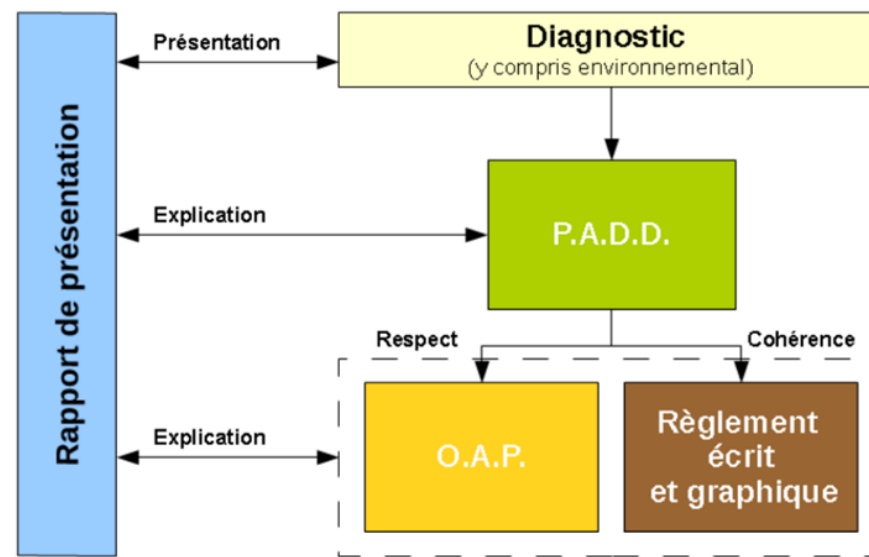 Rapport de présentation
Présentation
Diagnostic
(y compris environnemental)
Explication
P.A.D.D.
Respect
Cohérence
Explication
O.A.P.
Règlement
écrit
et graphique